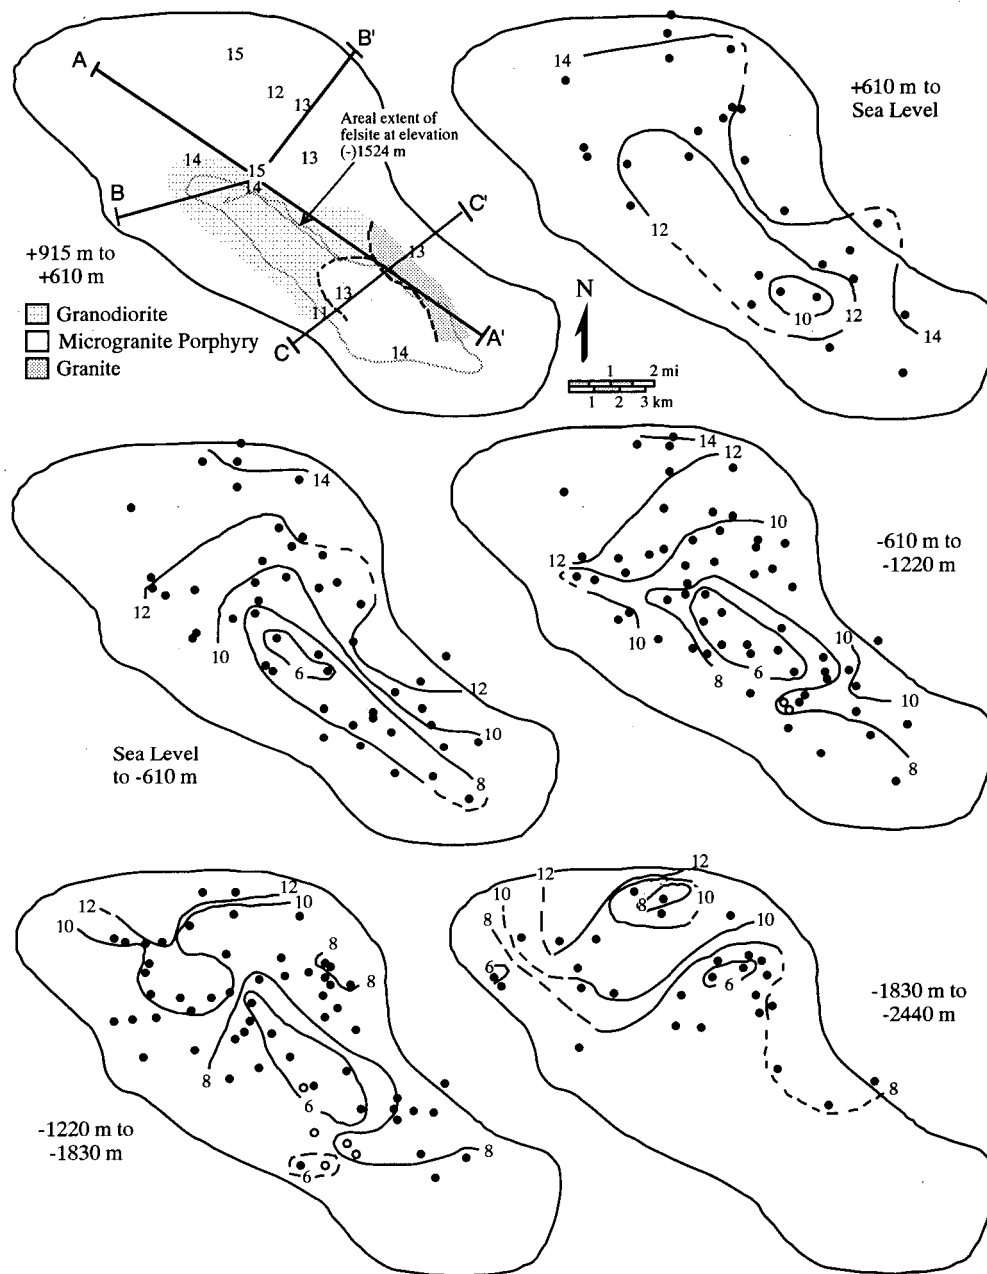 B'
A
15
12
13
Areal extent of
felsite at elevation
(-)1524 m
14
13
15
14
B
C'
+915 m to
+610 m
13
13
11
C
14
A'
Granodiorite
Microgranite Porphyry
Granite
N
1 2 mi
1 2 3 km
14
+610 m to
Sea Level
12
10
12
14
14
12
10
6
12
10
8
Sea Level
to -610 m
14
12
10
-610 m to
-1220 m
12
10
10
8
6
10
8
12
12
10
10
8
8
8
6
8
6
-1220 m to
-1830 m
12
12
10
10
8
8
10
6
6
-1830 m to
-2440 m
8